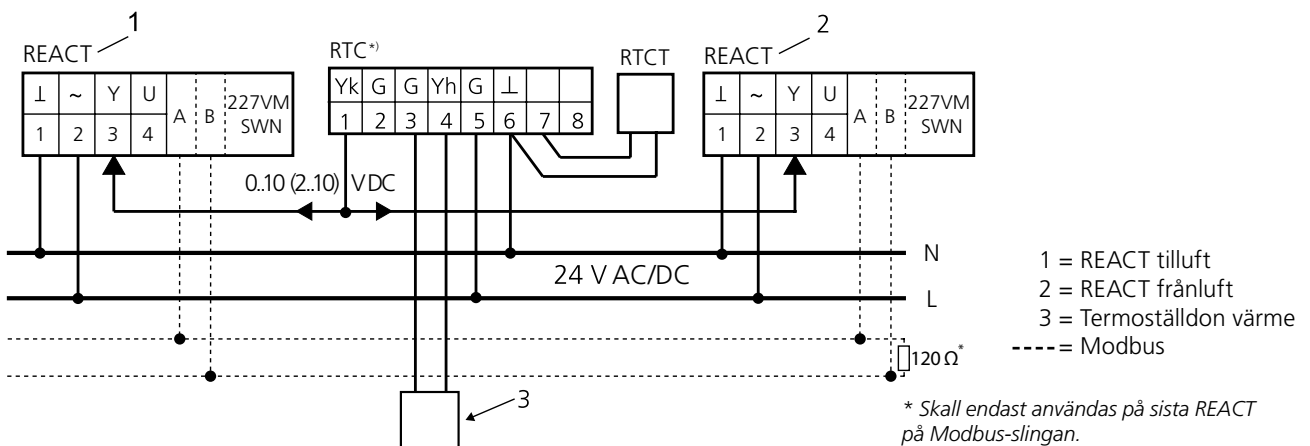 1
REACT
⊥ ~ Y U A B 227VM SWN
1 2 3 4
RTC*)
Yk G G Yh G ⊥
1 2 3 4 5 6 7 8
RTCT
2
REACT
⊥ ~ Y U A B 227VM SWN
1 2 3 4
0..10 (2..10) VDC
N
24 V AC/DC
L
120 Ω*
3
1 = REACT tilluft
2 = REACT frånluft
3 = Termoställdon värme
---- = Modbus
* Skall endast användas på sista REACT
på Modbus-slingan.